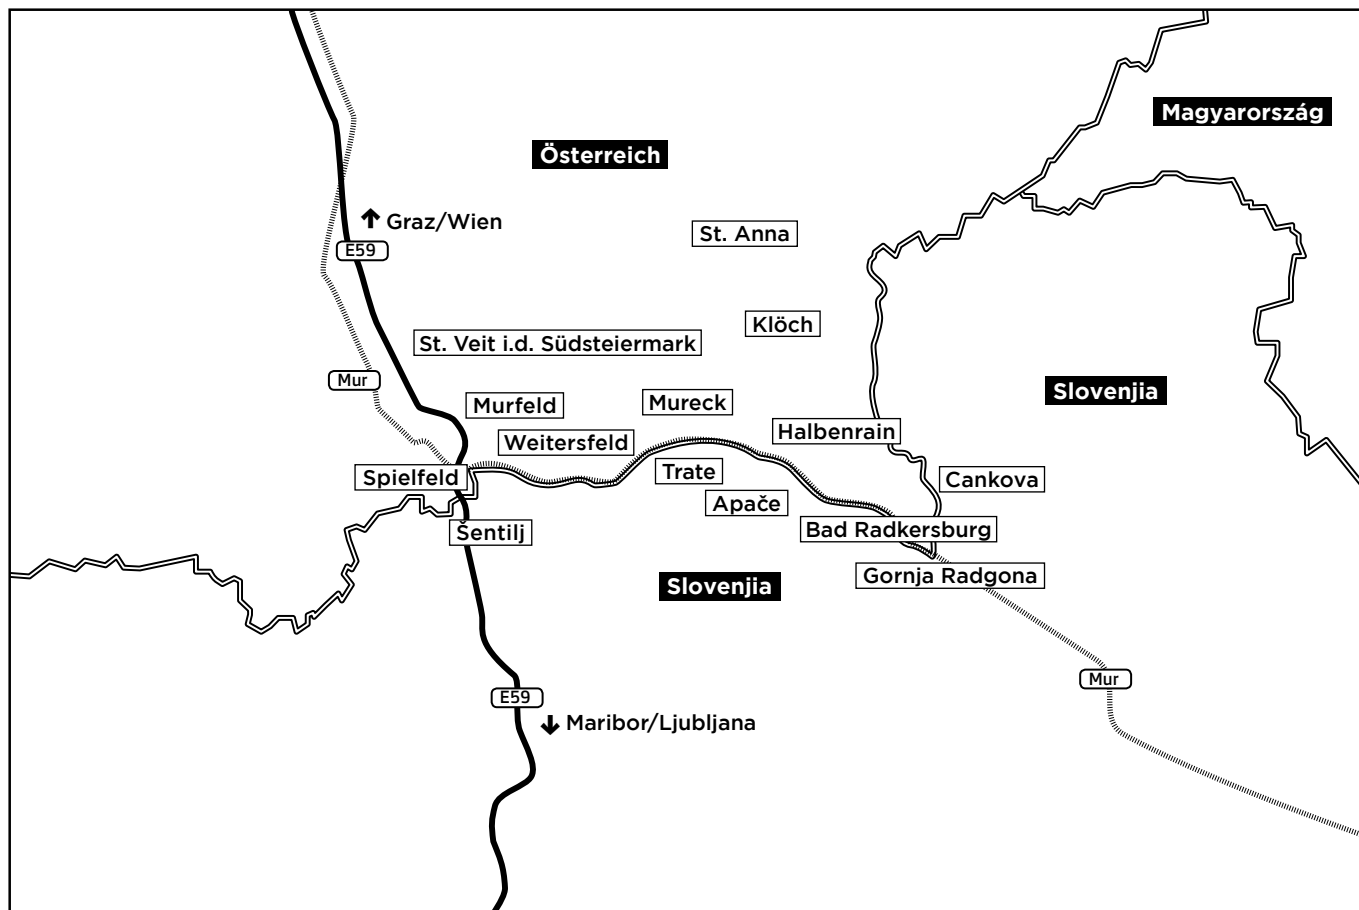 Magyarország
Österreich
Graz/Wien
St. Anna
E59
Klöch
St. Veit i.d. Südsteiermark
Mur
Slovenjia
Murfeld
Mureck
Halbenrain
Weitersfeld
Spielfeld
Trate
Cankova
Apače
Šentilj
Bad Radkersburg
Gornja Radgona
Slovenjia
Mur
E59
Maribor/Ljubljana